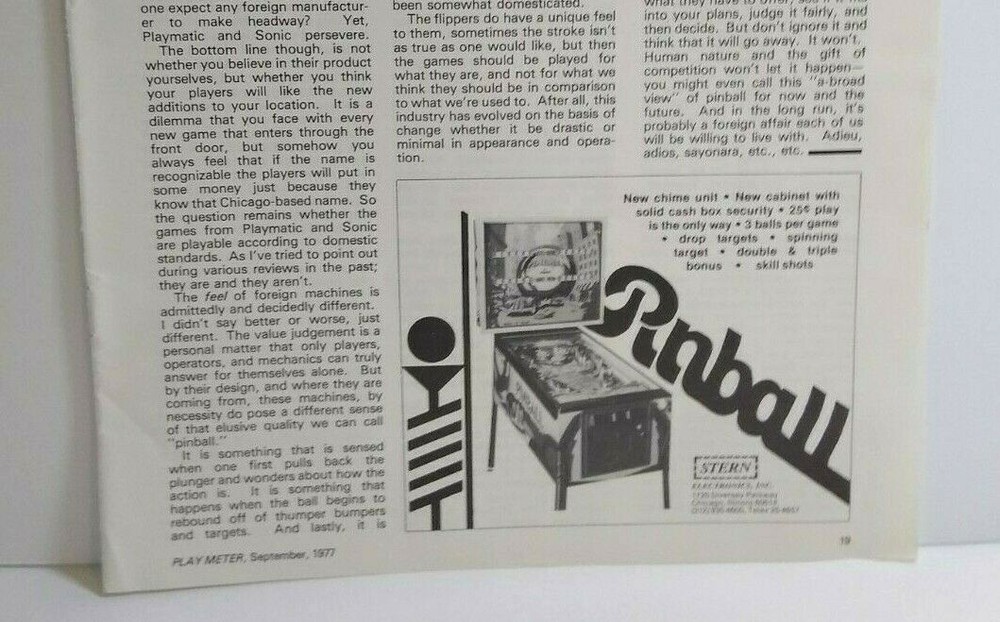 one expect any foreign manufactur-
er to make headway? Yet,
Playmatic and Sonic persevere.
The bottom line though, is not
whether you believe in their product
yourselves, but whether you think
your players will like the new
additions to your location. It is a
dilemma that you face with every
new game that enters through the
front door, but somehow you
always feel that if the name is
recognizable the players will put in
some money just because they
know that Chicago-based name. So
the question remains whether the
games from Playmatic and Sonic
are playable according to domestic
standards. As I've tried to point out
during various reviews in the past;
they are and they aren't.
The feel of foreign machines is
admittedly and decidedly different.
I didn't say better or worse, just
different. The value judgement is a
personal matter that only players,
operators, and mechanics can truly
answer for themselves alone. But
by their design, and where they are
coming from, these machines, by
necessity do pose a different sense
of that elusive quality we can call
"pinball."
It is something that is sensed
when one first pulls back the
plunger and wonders about how the
action is. It is something that
happens when the ball begins to
rebound off of thumper bumpers
and targets. And lastly, it is
been somewhat domesticated.
The flippers do have a unique feel
to them, sometimes the stroke isn't
as true as one would like, but then
the games should be played for
what they are, and not for what we
think they should be in comparison
to what we're used to. After all, this
industry has evolved on the basis of
change whether it be drastic or
minimal in appearance and opera-
tion.
what they have to offer, 
into your plans, judge it fairly, and
then decide. But don't ignore it and
think that it will go away. It won't.
Human nature and the gift of
competition won't let it happen—
you might even call this "a-broad
view" of pinball for now and the
future. And in the long run, it's
probably a foreign affair each of us
will be willing to live with. Adieu,
adios, sayonara, etc., etc.
New chime unit • New cabinet with
solid cash box security • 25¢ play
is the only way • 3 balls per game
• drop targets • spinning
target • double & triple
bonus • skill shots
Pinball
PINBALL
STERN
ELECTRONICS, INC.
1725 Diversey Parkway
Chicago, Illinois 60614
PLAY METER, September, 1977
19